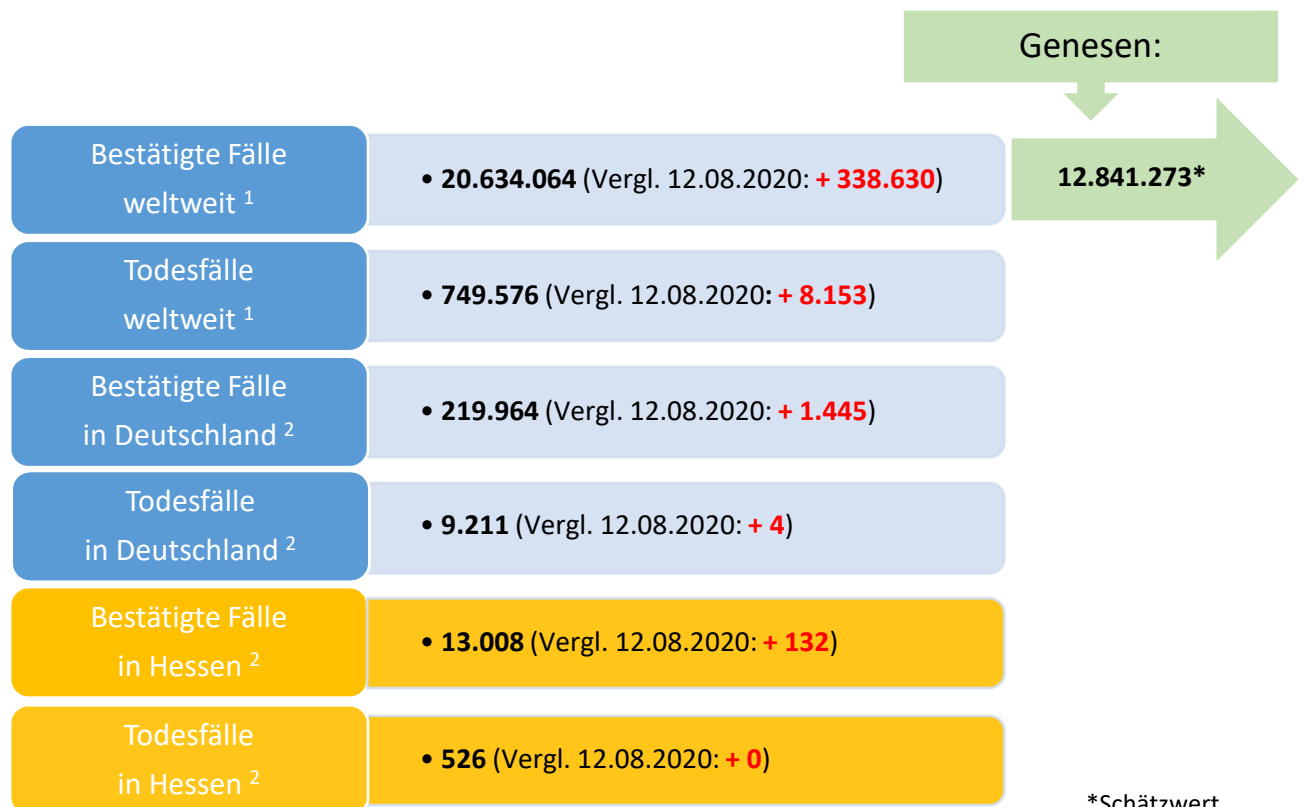 Genesen:
Bestätigte Fälle
weltweit ¹
• 20.634.064 (Vergl. 12.08.2020: + 338.630)
12.841.273*
Todesfälle
weltweit ¹
• 749.576 (Vergl. 12.08.2020: + 8.153)
Bestätigte Fälle
in Deutschland ²
• 219.964 (Vergl. 12.08.2020: + 1.445)
Todesfälle
in Deutschland ²
• 9.211 (Vergl. 12.08.2020: + 4)
Bestätigte Fälle
in Hessen ²
• 13.008 (Vergl. 12.08.2020: + 132)
Todesfälle
in Hessen ²
• 526 (Vergl. 12.08.2020: + 0)
*Schätzwert